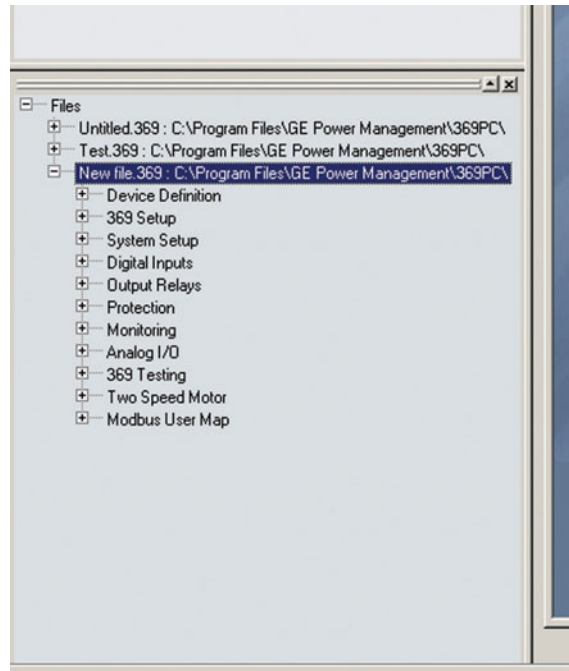 Files
Untitled.369 : C:\Program Files\GE Power Management\369PC\
Test.369 : C:\Program Files\GE Power Management\369PC\
New file.369 : C:\Program Files\GE Power Management\369PC\
Device Definition
369 Setup
System Setup
Digital Inputs
Output Relays
Protection
Monitoring
Analog I/O
369 Testing
Two Speed Motor
Modbus User Map